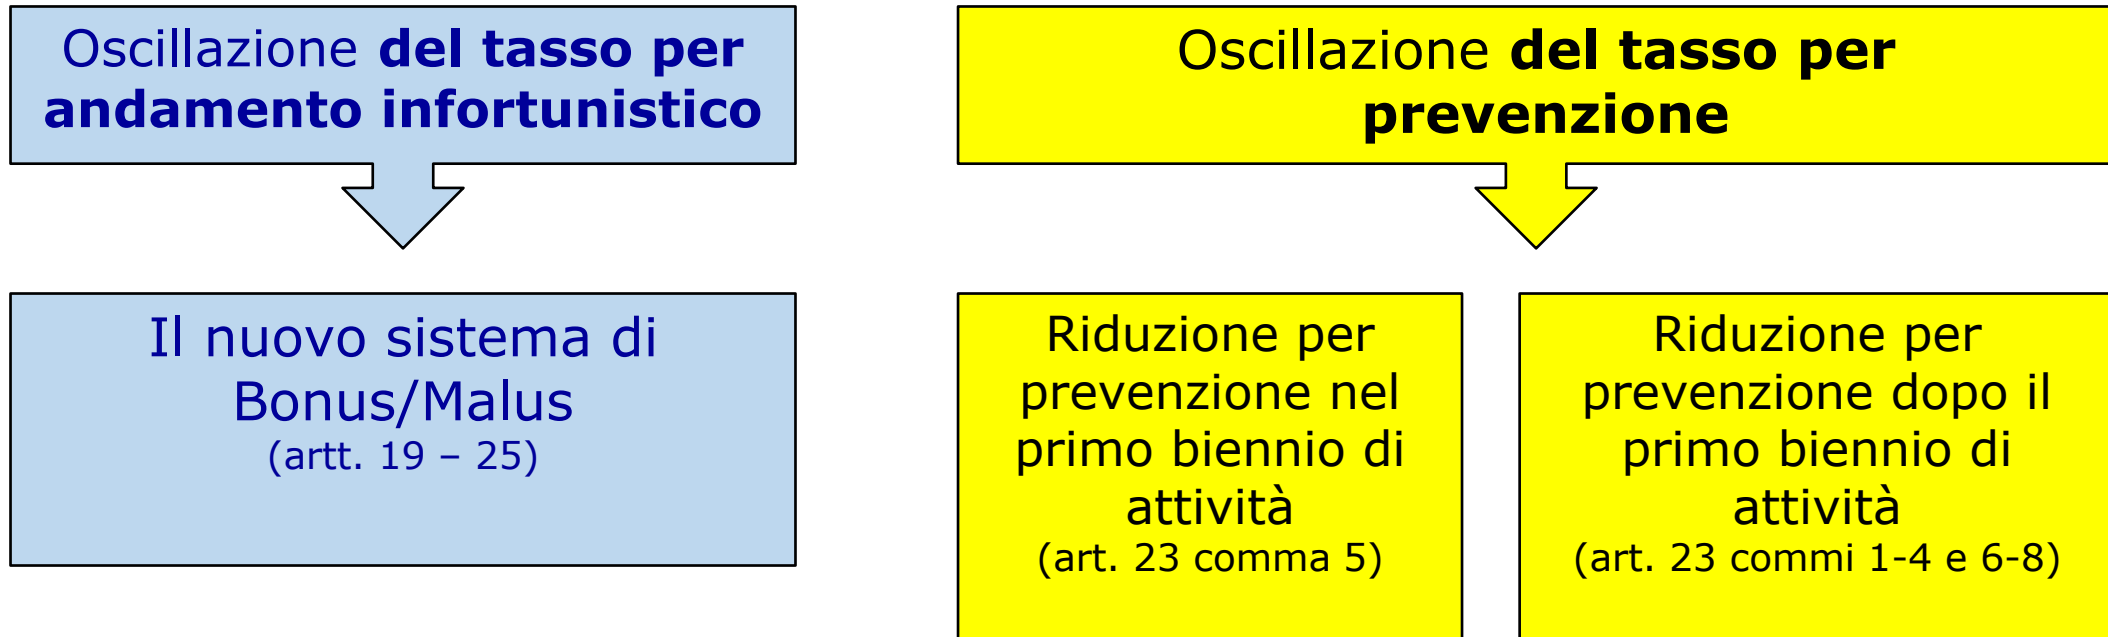 Oscillazione del tasso per
andamento infortunistico
Il nuovo sistema di
Bonus/Malus
(artt. 19 – 25)
Oscillazione del tasso per
prevenzione
Riduzione per
prevenzione nel
primo biennio di
attività
(art. 23 comma 5)
Riduzione per
prevenzione dopo il
primo biennio di
attività
(art. 23 commi 1-4 e 6-8)